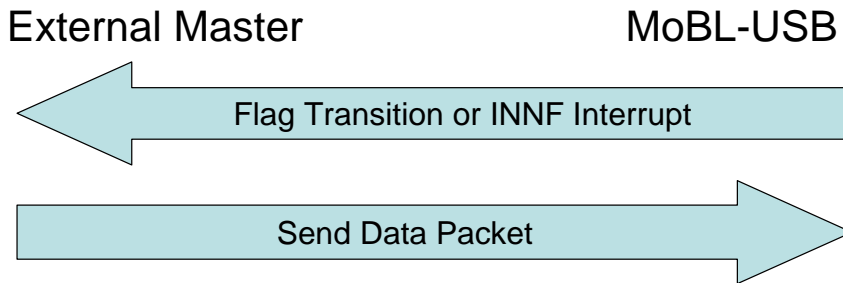 External Master MoBL-USB
Flag Transition or INNF Interrupt
Send Data Packet